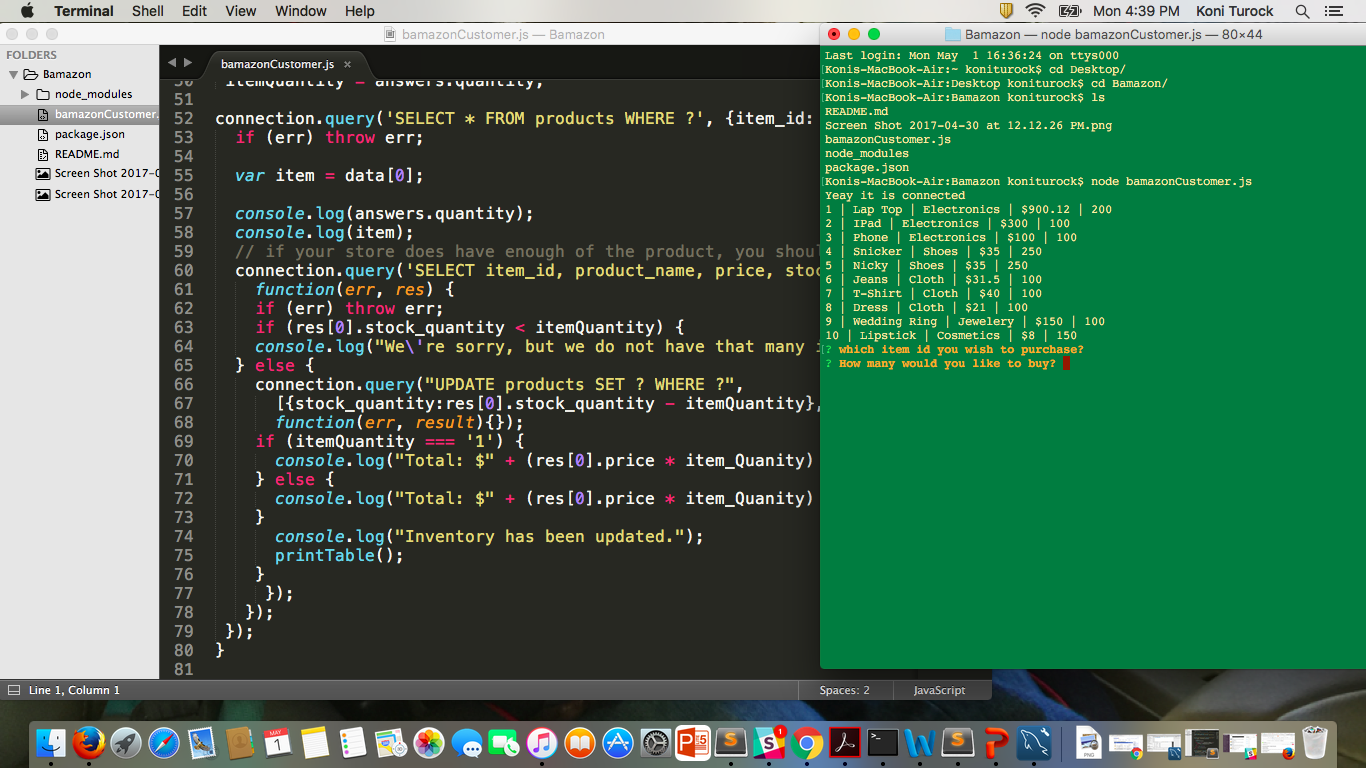 Terminal Shell Edit View Window Help Mon 4:39 PM Koni Turock
bamazonCustomer.js — Bamazon
FOLDERS
Bamazon
node_modules
bamazonCustomer.
package.json
README.md
Screen Shot 2017-0
Screen Shot 2017-0
bamazonCustomer.js ×
50 itemQuantity = answers.quantity;
51
52 connection.query('SELECT * FROM products WHERE ?', {item_id:
53 if (err) throw err;
54
55 var item = data[0];
56
57 console.log(answers.quantity);
58 console.log(item);
59 // if your store does have enough of the product, you shou
60 connection.query('SELECT item_id, product_name, price, sto
61 function(err, res) {
62 if (err) throw err;
63 if (res[0].stock_quantity < itemQuantity) {
64 console.log("We\'re sorry, but we do not have that many i
65 } else {
66 connection.query("UPDATE products SET ? WHERE ?",
67 [{stock_quantity:res[0].stock_quantity - itemQuantity},
68 function(err, result){});
69 if (itemQuantity === '1') {
70 console.log("Total: $" + (res[0].price * item_Quanity)
71 } else {
72 console.log("Total: $" + (res[0].price * item_Quanity)
73 }
74 console.log("Inventory has been updated.");
75 printTable();
76 }
77 });
78 });
79 });
80 }
81
Line 1, Column 1 Spaces: 2 JavaScript
Bamazon — node bamazonCustomer.js — 80×44
Last login: Mon May  1 16:36:24 on ttys000
[Konis-MacBook-Air:~ koniturock$ cd Desktop/
[Konis-MacBook-Air:Desktop koniturock$ cd Bamazon/
[Konis-MacBook-Air:Bamazon koniturock$ ls
README.md
Screen Shot 2017-04-30 at 12.12.26 PM.png
bamazonCustomer.js
node_modules
package.json
[Konis-MacBook-Air:Bamazon koniturock$ node bamazonCustomer.js
Yeay it is connected
1 | Lap Top | Electronics | $900.12 | 200
2 | IPad | Electronics | $300 | 100
3 | Phone | Electronics | $100 | 100
4 | Snicker | Shoes | $35 | 250
5 | Nicky | Shoes | $35 | 250
6 | Jeans | Cloth | $31.5 | 100
7 | T-Shirt | Cloth | $40 | 100
8 | Dress | Cloth | $21 | 100
9 | Wedding Ring | Jewelery | $150 | 100
10 | Lipstick | Cosmetics | $8 | 150
[? which item id you wish to purchase?
? How many would you like to buy?
MAY
1
1
PNG